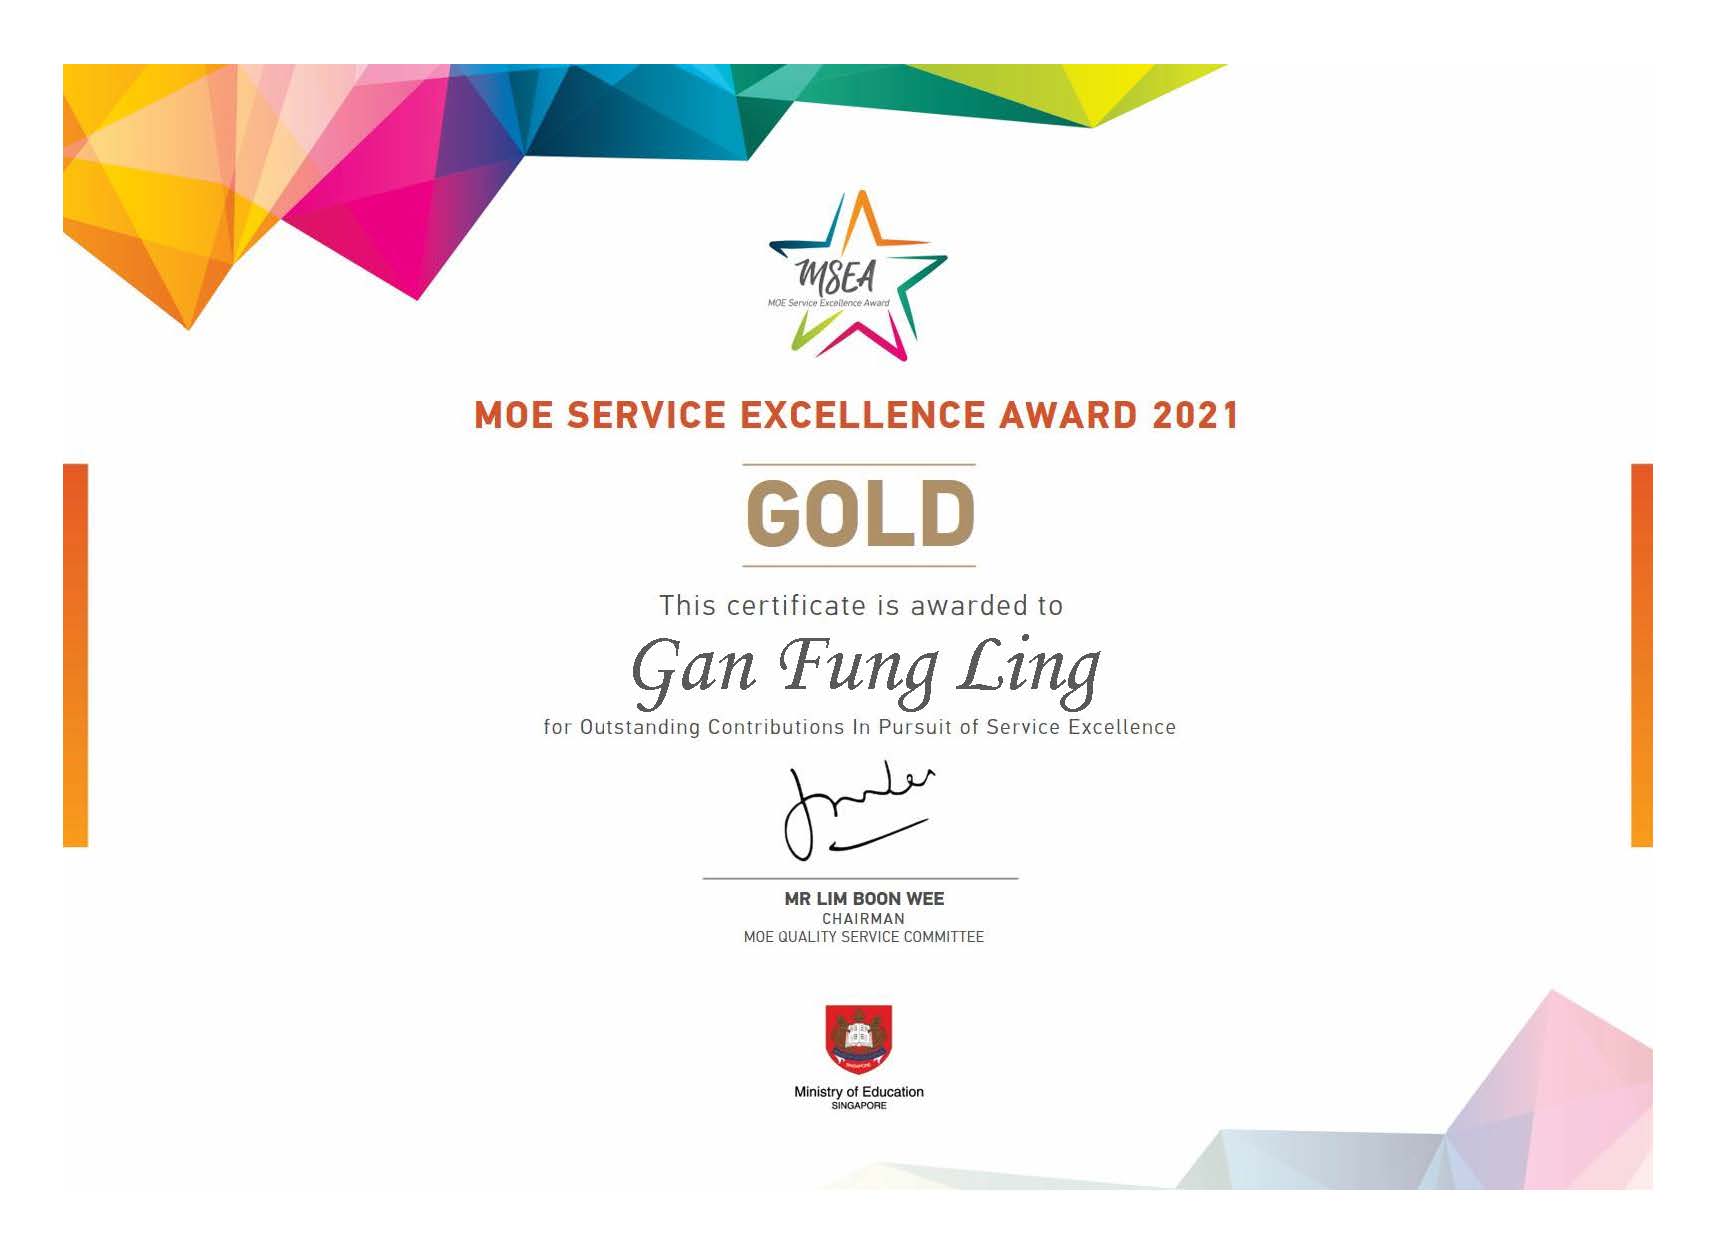 MSEA
MOE Service Excellence Award
MOE SERVICE EXCELLENCE AWARD 2021
GOLD
This certificate is awarded to
Gan Fung Ling
for Outstanding Contributions In Pursuit of Service Excellence
MR LIM BOON WEE
CHAIRMAN
MOE QUALITY SERVICE COMMITTEE
SINGAPORE
Ministry of Education
SINGAPORE